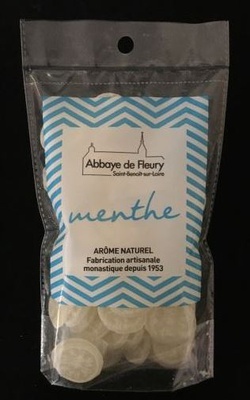 Abbaye de Fleury
Saint-Benoît-sur-Loire
menthe
ARÔME NATUREL
Fabrication artisanale
monastique depuis 1953